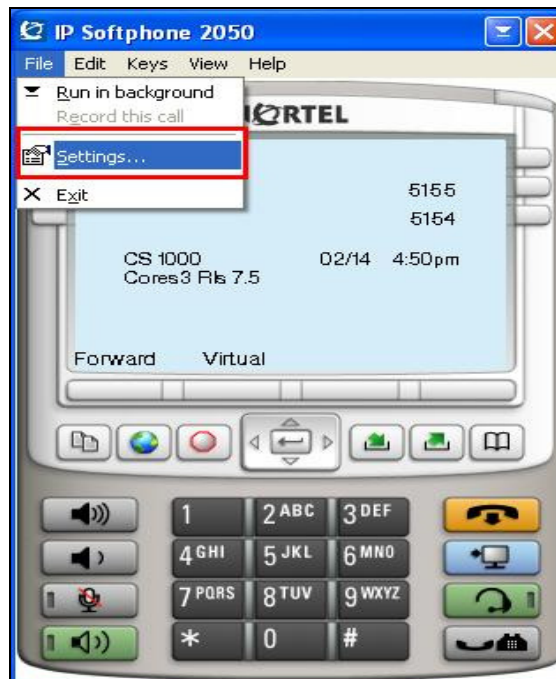 IP Softphone 2050
File Edit Keys View Help
Run in background
Record this call
Settings...
Exit
5155
5154
CS 1000 02/14 4:50pm
Cores3 Rls 7.5
Forward Virtual
1 2 ABC 3 DEF
4 GHI 5 JKL 6 MNO
7 PQRS 8 TUV 9 WXYZ
* 0 #